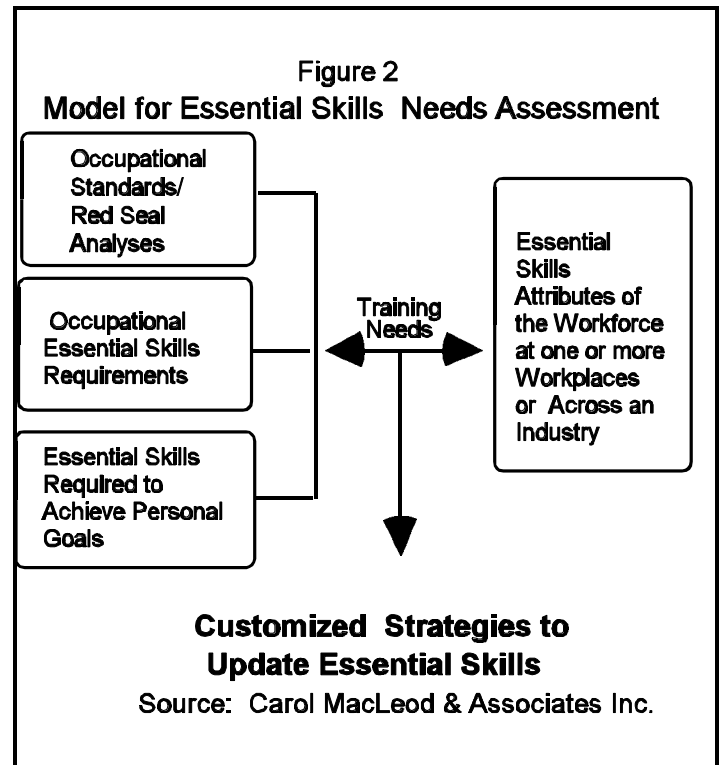 Figure 2
Model for Essential Skills Needs Assessment
Occupational
Standards/
Red Seal
Analyses
Occupational
Essential Skills
Requirements
Essential Skills
Required to
Achieve Personal
Goals
Training
Needs
Essential
Skills
Attributes of
the Workforce
at one or more
Workplaces
or Across an
Industry
Customized Strategies to
Update Essential Skills
Source: Carol MacLeod & Associates Inc.